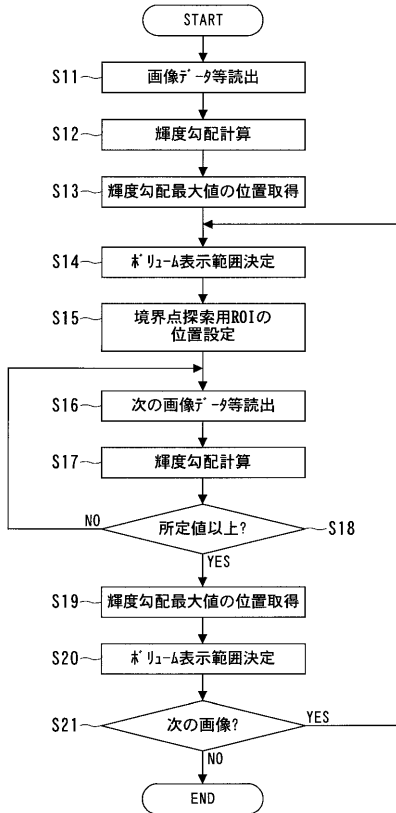 START
S11 画像データ等読出
S12 輝度勾配計算
S13 輝度勾配最大値の位置取得
S14 ボリューム表示範囲決定
S15 境界点探索用ROIの
位置設定
S16 次の画像データ等読出
S17 輝度勾配計算
NO 所定値以上? S18
YES
S19 輝度勾配最大値の位置取得
S20 ボリューム表示範囲決定
S21 次の画像? YES
NO
END